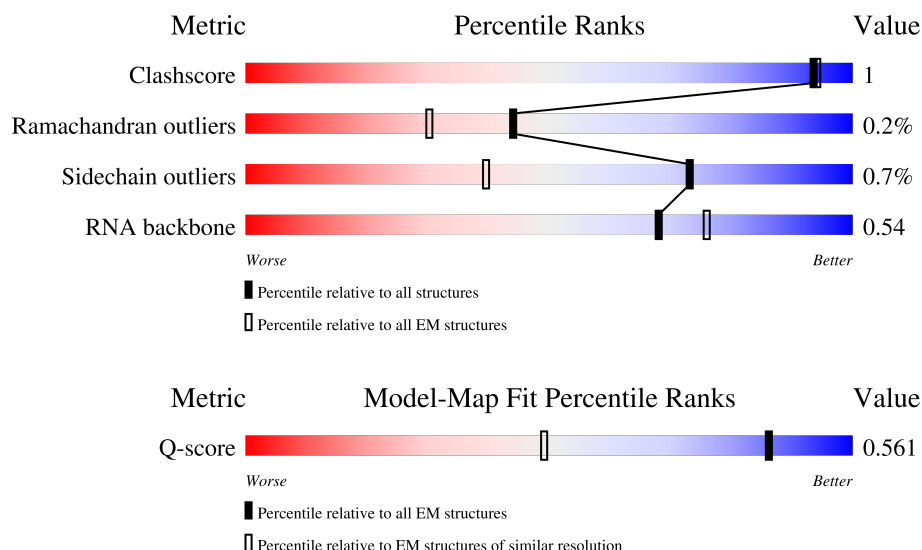 Metric Percentile Ranks Value
Clashscore 1
Ramachandran outliers 0.2%
Sidechain outliers 0.7%
RNA backbone 0.54
Worse Better
Percentile relative to all structures
Percentile relative to all EM structures
Metric Model-Map Fit Percentile Ranks Value
Q-score 0.561
Worse Better
Percentile relative to all EM structures
Percentile relative to EM structures of similar resolution